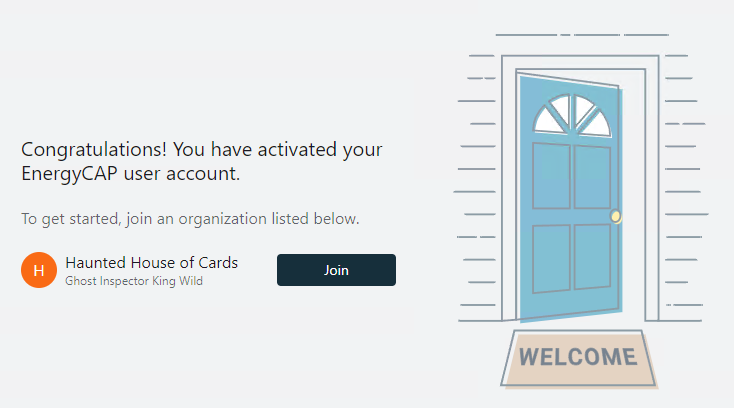 Congratulations! You have activated your
EnergyCAP user account.
To get started, join an organization listed below.
H
Haunted House of Cards
Ghost Inspector King Wild
Join
WELCOME